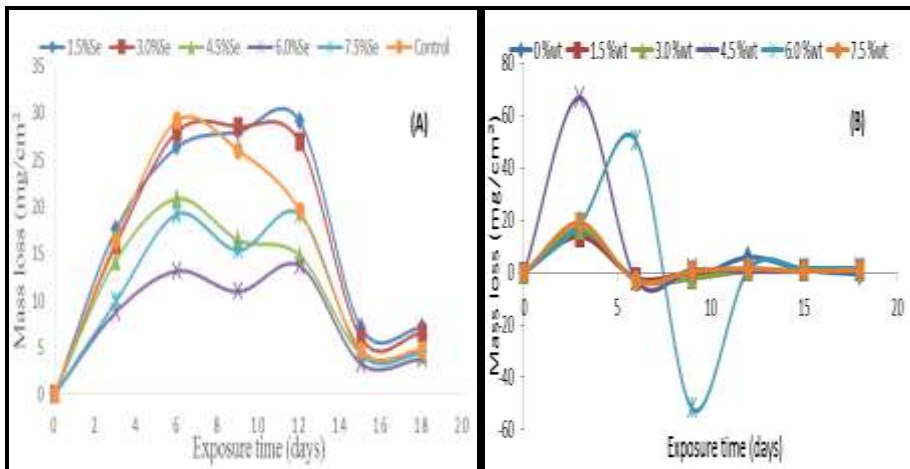 1.5%Se 3.0%Se 4.5%Se 6.0%Se 7.5%Se Control
35
30
25
20
15
10
5
0
Mass loss (mg/cm²)
(A)
0 2 4 6 8 10 12 14 16 18 20
Exposure time (days)
0 %wt 1.5 %wt 3.0 %wt 4.5 %wt 6.0 %wt 7.5 %wt
80
60
40
20
0
-20
-40
-60
Mass loss (mg/cm²)
(B)
0 5 10 15 20
Exposure time (days)